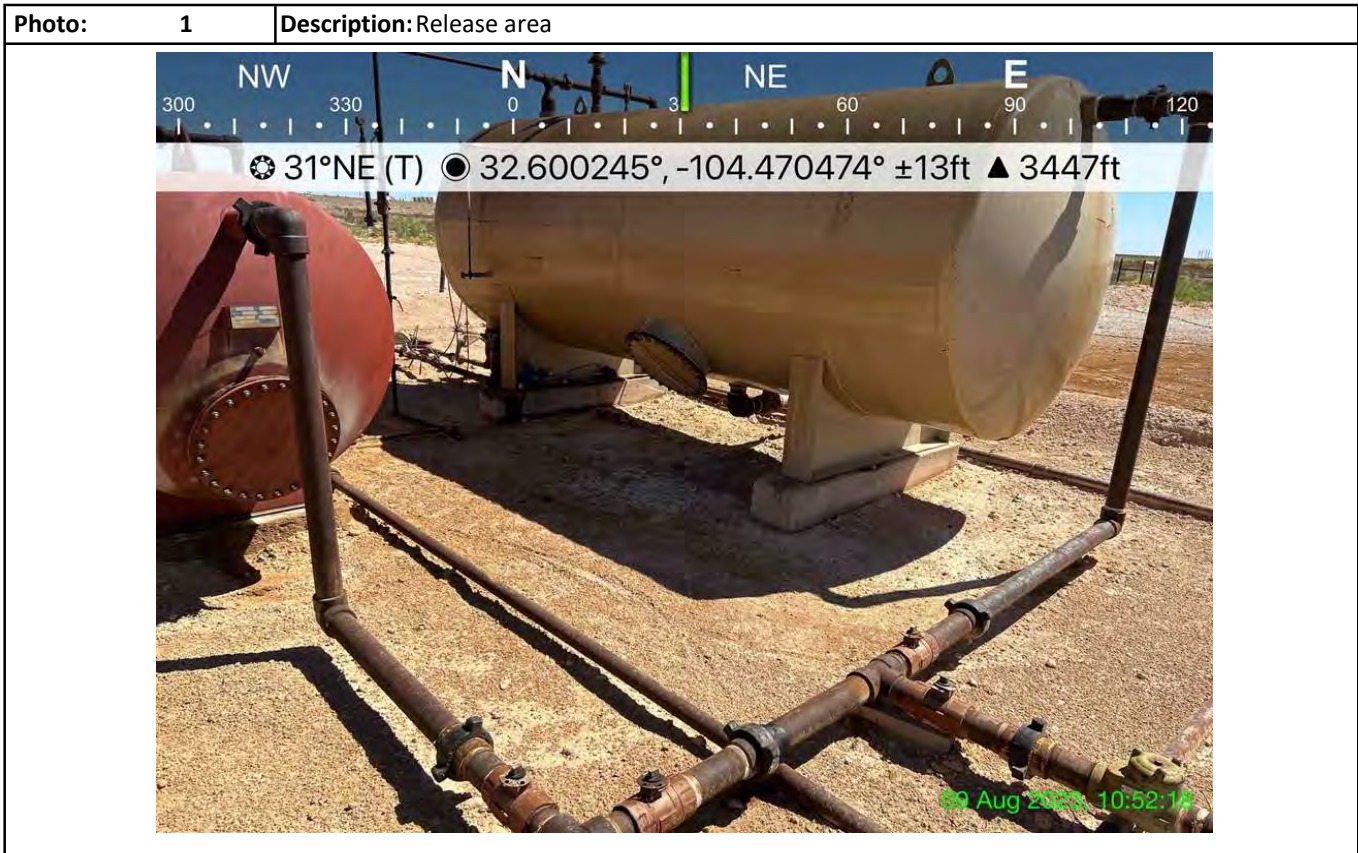 Photo: 1 Description: Release area
NW N NE E
300 330 0 3 60 90 120
31°NE (T) 32.600245°, -104.470474° ±13ft ▲ 3447ft
09 Aug 2023, 10:52:18